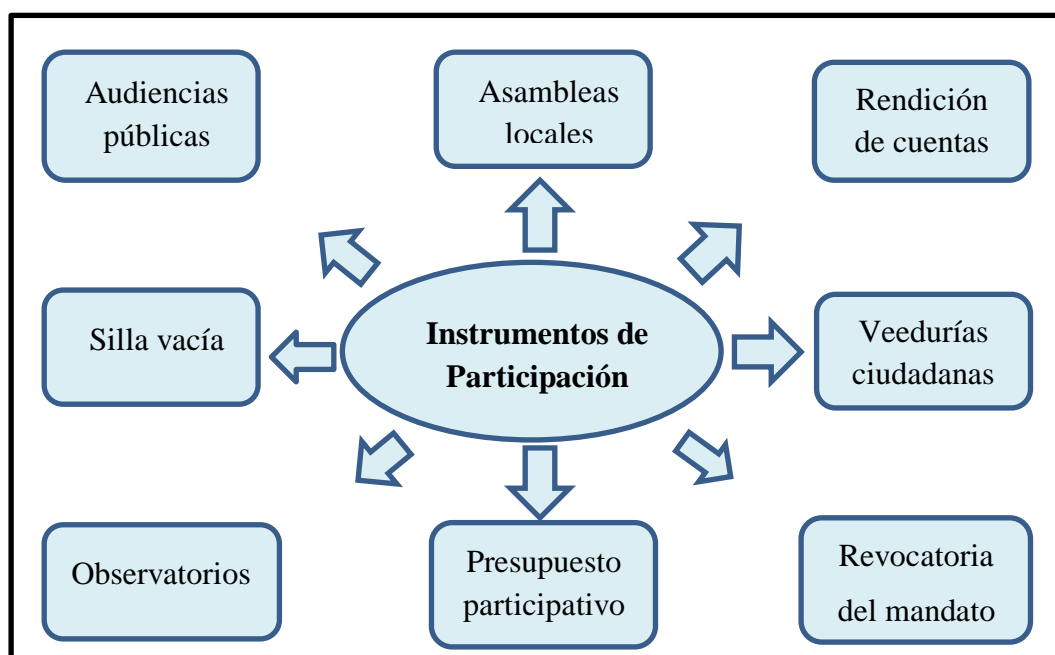 Audiencias
públicas
Asambleas
locales
Rendición
de cuentas
Silla vacía
Instrumentos de
Participación
Veedurías
ciudadanas
Observatorios
Presupuesto
participativo
Revocatoria
del mandato